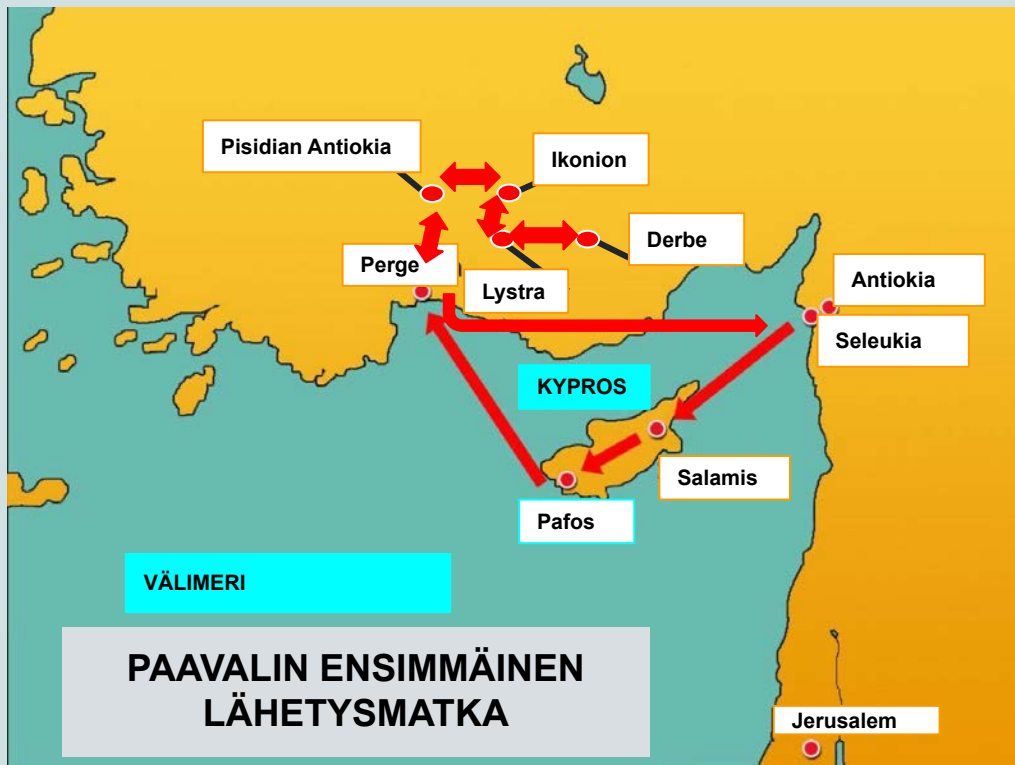 Pisidian Antiokia
Ikonion
Derbe
Perge
Lystra
Antiokia
Seleukia
KYPROS
Salamis
Pafos
VÄLIMERI
PAAVALIN ENSIMMÄINEN
LÄHETYSMATKA
Jerusalem